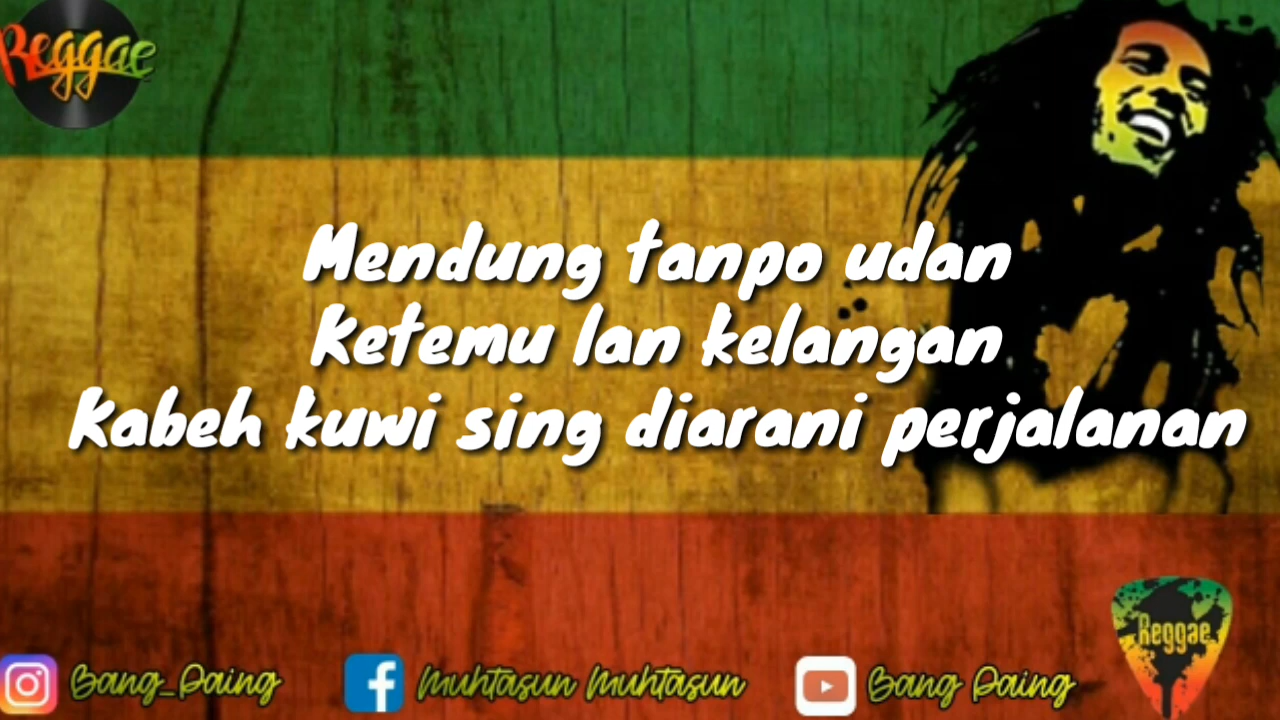 Reggae
Mendung tanpo udan
Ketemu lan kelangan
Kabeh kuwi sing diarani perjalanan
Reggae
Bang_Paing
Muhtasun Muhtasun
Bang Paing